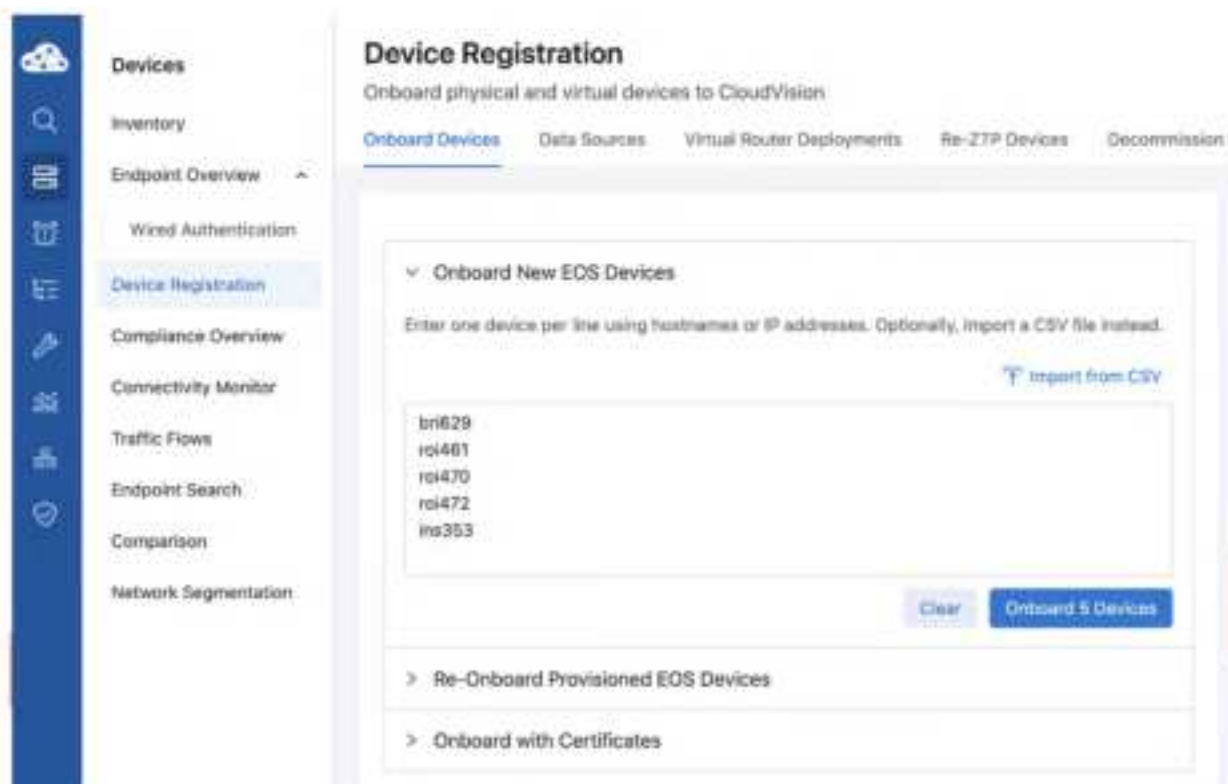 Devices
Inventory
Endpoint Overview
Wired Authentication
Device Registration
Compliance Overview
Connectivity Monitor
Traffic Flows
Endpoint Search
Comparison
Network Segmentation
Device Registration
Onboard physical and virtual devices to CloudVision
Onboard Devices Data Sources Virtual Router Deployments Re-ZTP Devices Decommission
Onboard New EOS Devices
Enter one device per line using hostnames or IP addresses. Optionally, import a CSV file instead.
Import from CSV
bri629
roi461
roi470
roi472
ins353
Clear Onboard 5 Devices
Re-Onboard Provisioned EOS Devices
Onboard with Certificates